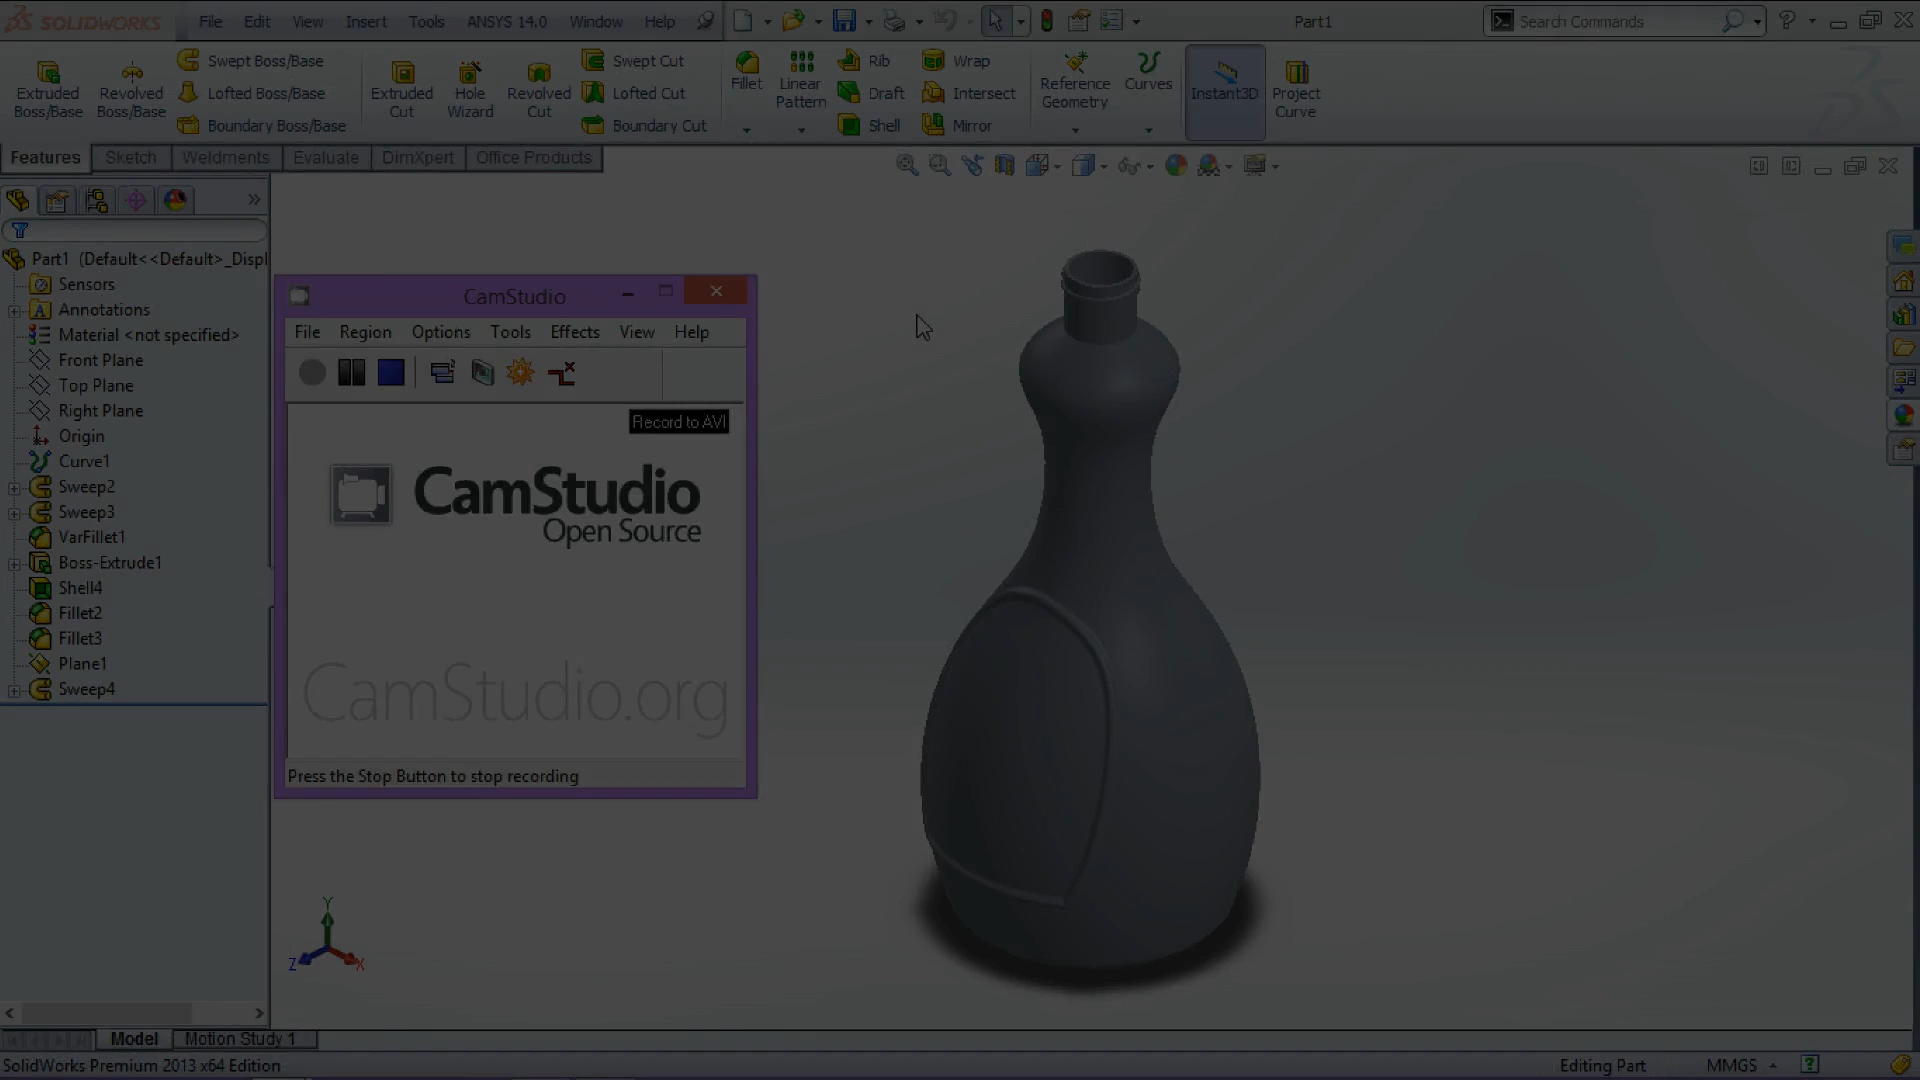 SOLIDWORKS File Edit View Insert Tools ANSYS 14.0 Window Help Part1 Search Commands
Extruded Boss/Base
Revolved Boss/Base
Swept Boss/Base
Lofted Boss/Base
Boundary Boss/Base
Extruded Cut
Hole Wizard
Revolved Cut
Swept Cut
Lofted Cut
Boundary Cut
Fillet
Linear Pattern
Rib
Draft
Shell
Wrap
Intersect
Mirror
Reference Geometry
Curves
Instant3D
Project Curve
Features Sketch Weldments Evaluate DimXpert Office Products
Part1 (Default<<Default>_Displ
Sensors
Annotations
Material <not specified>
Front Plane
Top Plane
Right Plane
Origin
Curve1
Sweep2
Sweep3
VarFillet1
Boss-Extrude1
Shell4
Fillet2
Fillet3
Plane1
Sweep4
CamStudio
File Region Options Tools Effects View Help
Record to AVI
CamStudio
Open Source
CamStudio.org
Press the Stop Button to stop recording
Y
Z X
Model Motion Study 1
SolidWorks Premium 2013 x64 Edition Editing Part MMGS